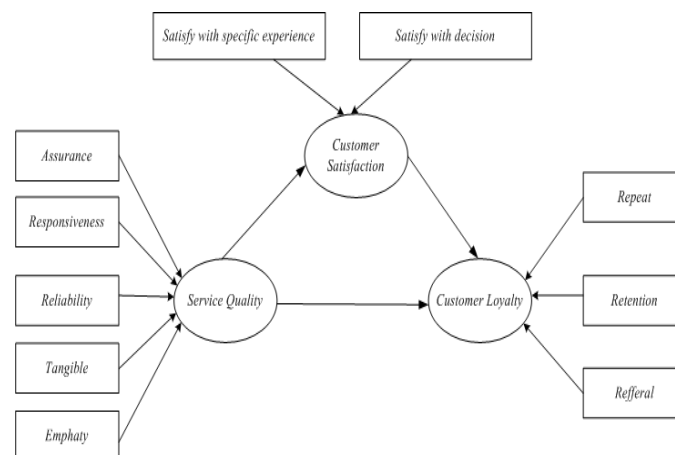 Satisfy with specific experience
Satisfy with decision
Customer
Satisfaction
Assurance
Responsiveness
Reliability
Tangible
Emphaty
Service Quality
Customer Loyalty
Repeat
Retention
Refferal